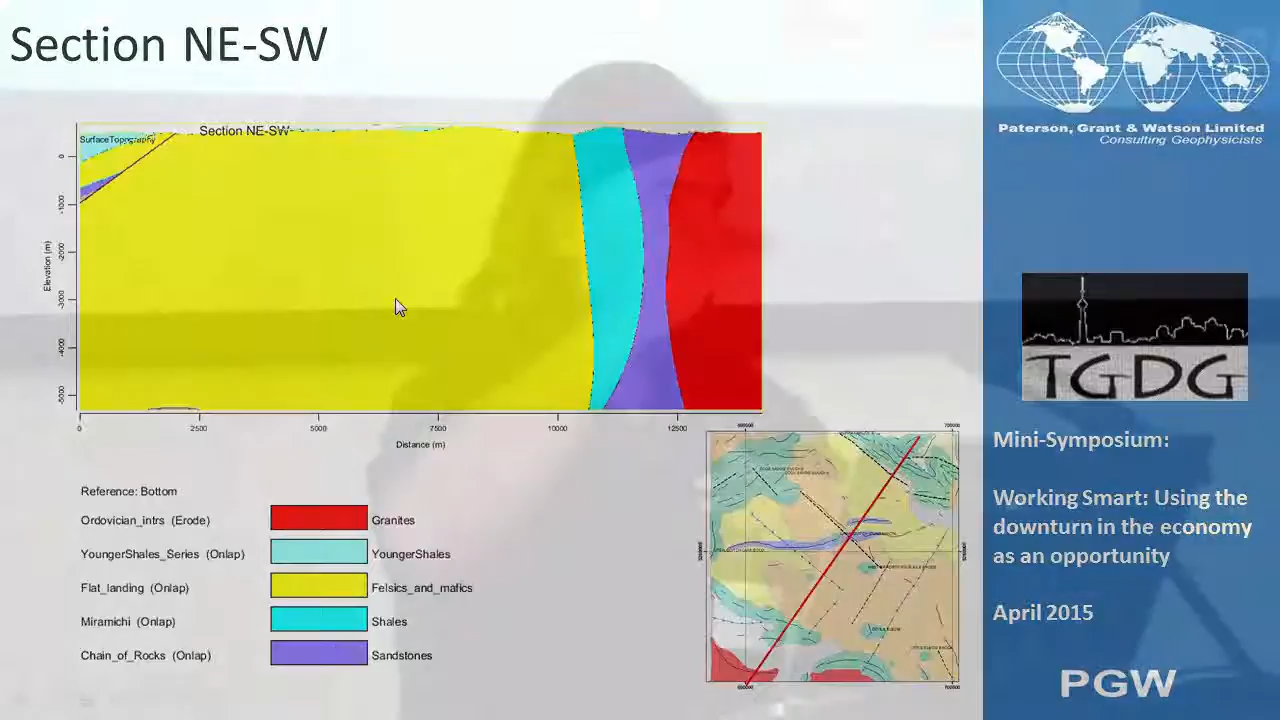 Section NE-SW
Section NE-SW
SurfaceTopography
0
-1000
-2000
-3000
-4000
-5000
Elevation (m)
0
2500
5000
7500
10000
12500
Distance (m)
Reference: Bottom
Ordovician_intrs (Erode)
Granites
YoungerShales_Series (Onlap)
YoungerShales
Flat_landing (Onlap)
Felsics_and_mafics
Miramichi (Onlap)
Shales
Chain_of_Rocks (Onlap)
Sandstones
Paterson, Grant & Watson Limited
Consulting Geophysicists
TGDG
Mini-Symposium:
Working Smart: Using the
downturn in the economy
as an opportunity
April 2015
PGW